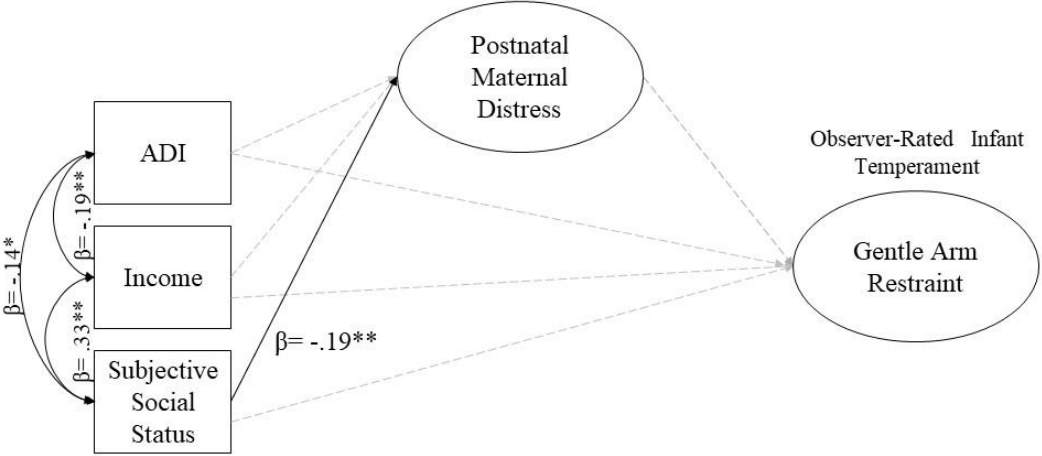 Postnatal
Maternal
Distress
Observer-Rated Infant
Temperament
ADI
β= -.19**
Gentle Arm
Restraint
Income
β= -.14*
β= .33**
β= -.19**
Subjective
Social
Status